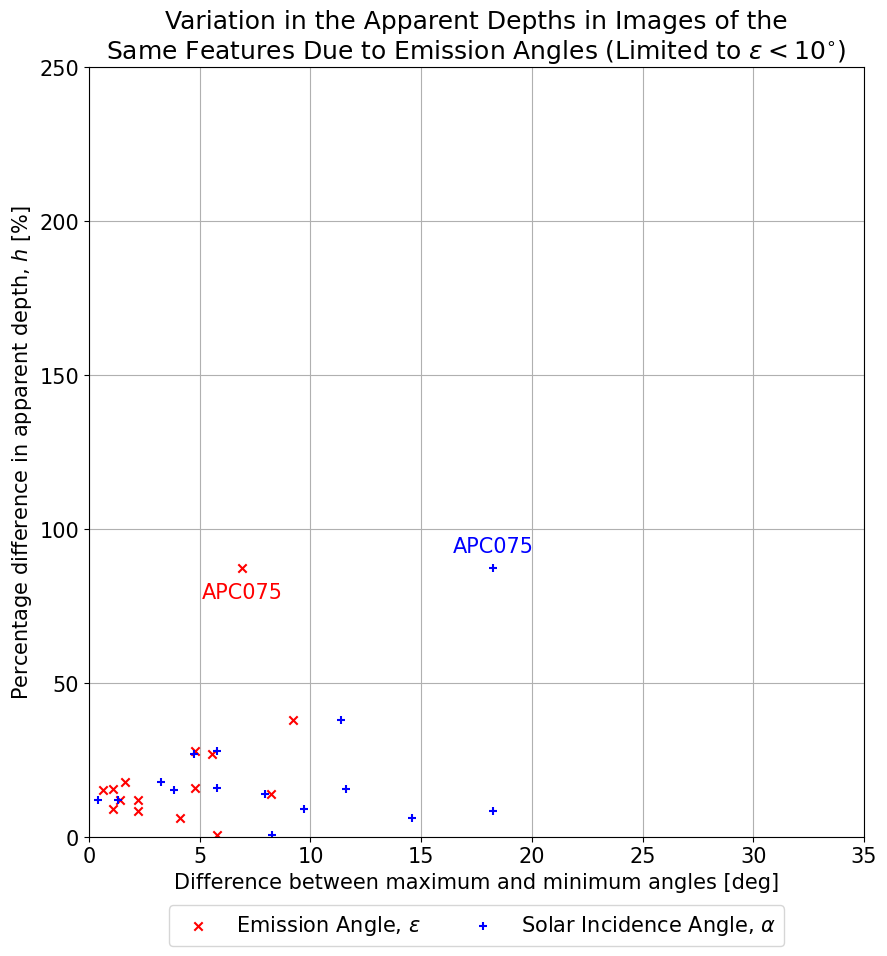 Variation in the Apparent Depths in Images of the
Same Features Due to Emission Angles (Limited to ε < 10°)
Percentage difference in apparent depth, h [%]
250
200
150
100
50
0
APC075
APC075
0 5 10 15 20 25 30 35
Difference between maximum and minimum angles [deg]
Emission Angle, ε Solar Incidence Angle, α